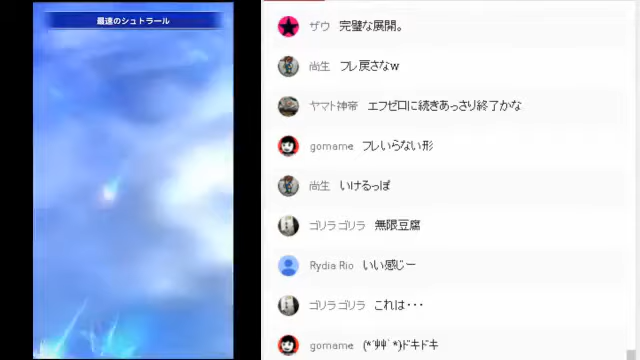 最速のシュトラール
ザウ 完璧な展開。
尚生 フレ戻さなw
ヤマト神帝 エフゼロに続きあっさり終了かな
gomame フレいらない形
尚生 いけるっぽ
ゴリラゴリラ 無限豆腐
Rydia Rio いい感じー
ゴリラゴリラ これは・・・
gomame (*´艸`*)ドキドキ